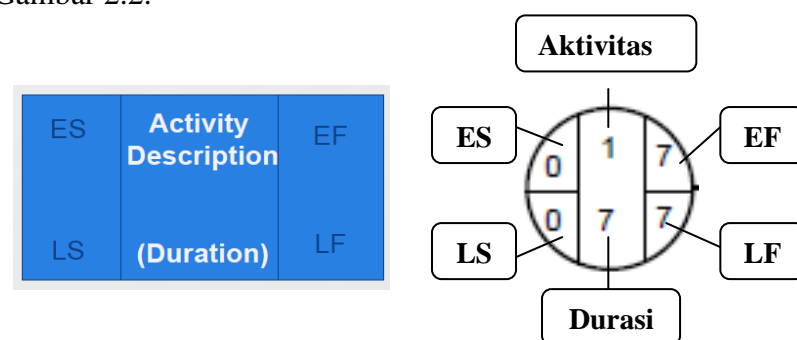 Gambar 2.2.
Aktivitas
ES
Activity
Description
EF
LS
(Duration)
LF
ES
EF
0
1
7
0
7
7
LS
LF
Durasi